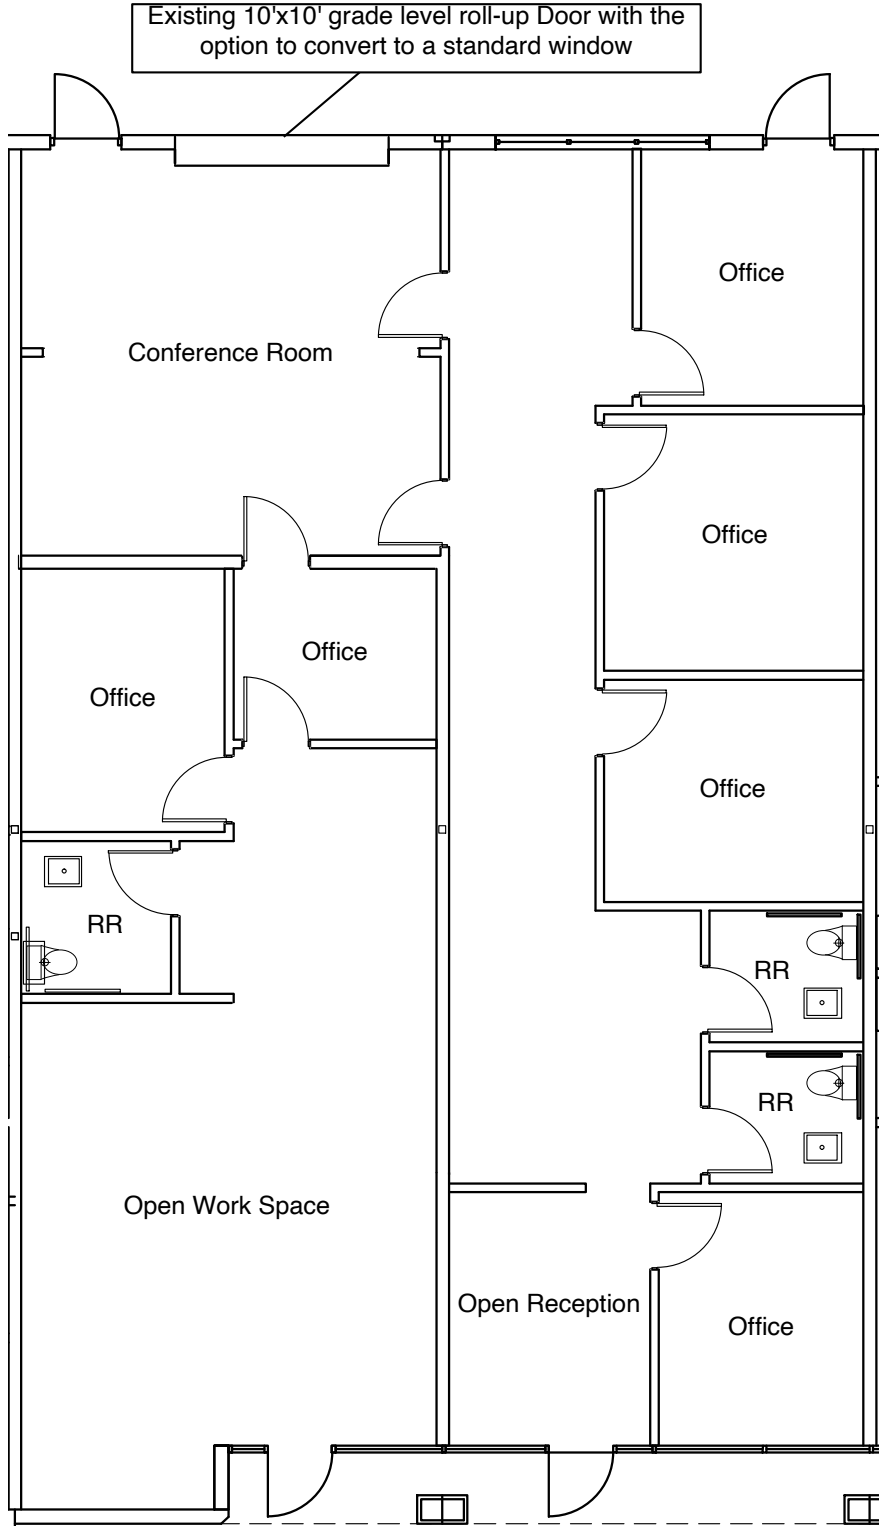 Existing 10'x10' grade level roll-up Door with the
option to convert to a standard window
Office
Conference Room
Office
Office
Office
Office
RR
RR
RR
Open Work Space
Open Reception
Office